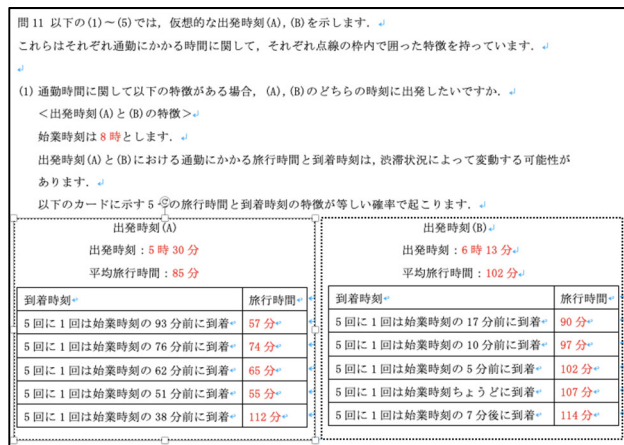 問 11 以下の(1)～(5)では，仮想的な出発時刻(A)，(B)を示します．
これらはそれぞれ通勤にかかる時間に関して，それぞれ点線の枠内で囲った特徴を持っています．
(1) 通勤時間に関して以下の特徴がある場合，(A)，(B)のどちらの時刻に出発したいですか．
＜出発時刻(A)と(B)の特徴＞
始業時刻は 8 時とします．
出発時刻(A)と(B)における通勤にかかる旅行時間と到着時刻は，渋滞状況によって変動する可能性が
あります．
以下のカードに示す 5 つの旅行時間と到着時刻の特徴が等しい確率で起こります．
出発時刻(A)
出発時刻：5 時 30 分
平均旅行時間：85 分
到着時刻 旅行時間
5 回に 1 回は始業時刻の 93 分前に到着 57 分
5 回に 1 回は始業時刻の 76 分前に到着 74 分
5 回に 1 回は始業時刻の 62 分前に到着 65 分
5 回に 1 回は始業時刻の 51 分前に到着 55 分
5 回に 1 回は始業時刻の 38 分前に到着 112 分
出発時刻(B)
出発時刻：6 時 13 分
平均旅行時間：102 分
到着時刻 旅行時間
5 回に 1 回は始業時刻の 17 分前に到着 90 分
5 回に 1 回は始業時刻の 10 分前に到着 97 分
5 回に 1 回は始業時刻の 5 分前に到着 102 分
5 回に 1 回は始業時刻ちょうどに到着 107 分
5 回に 1 回は始業時刻の 7 分後に到着 114 分